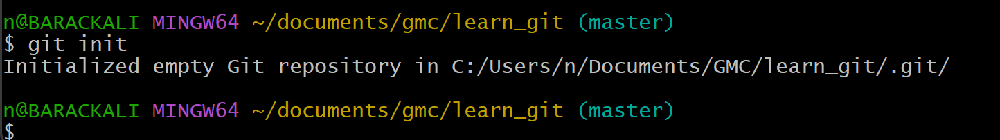 n@BARACKALI MINGW64 ~/documents/gmc/learn_git (master)
$ git init
Initialized empty Git repository in C:/Users/n/Documents/GMC/learn_git/.git/
n@BARACKALI MINGW64 ~/documents/gmc/learn_git (master)
$